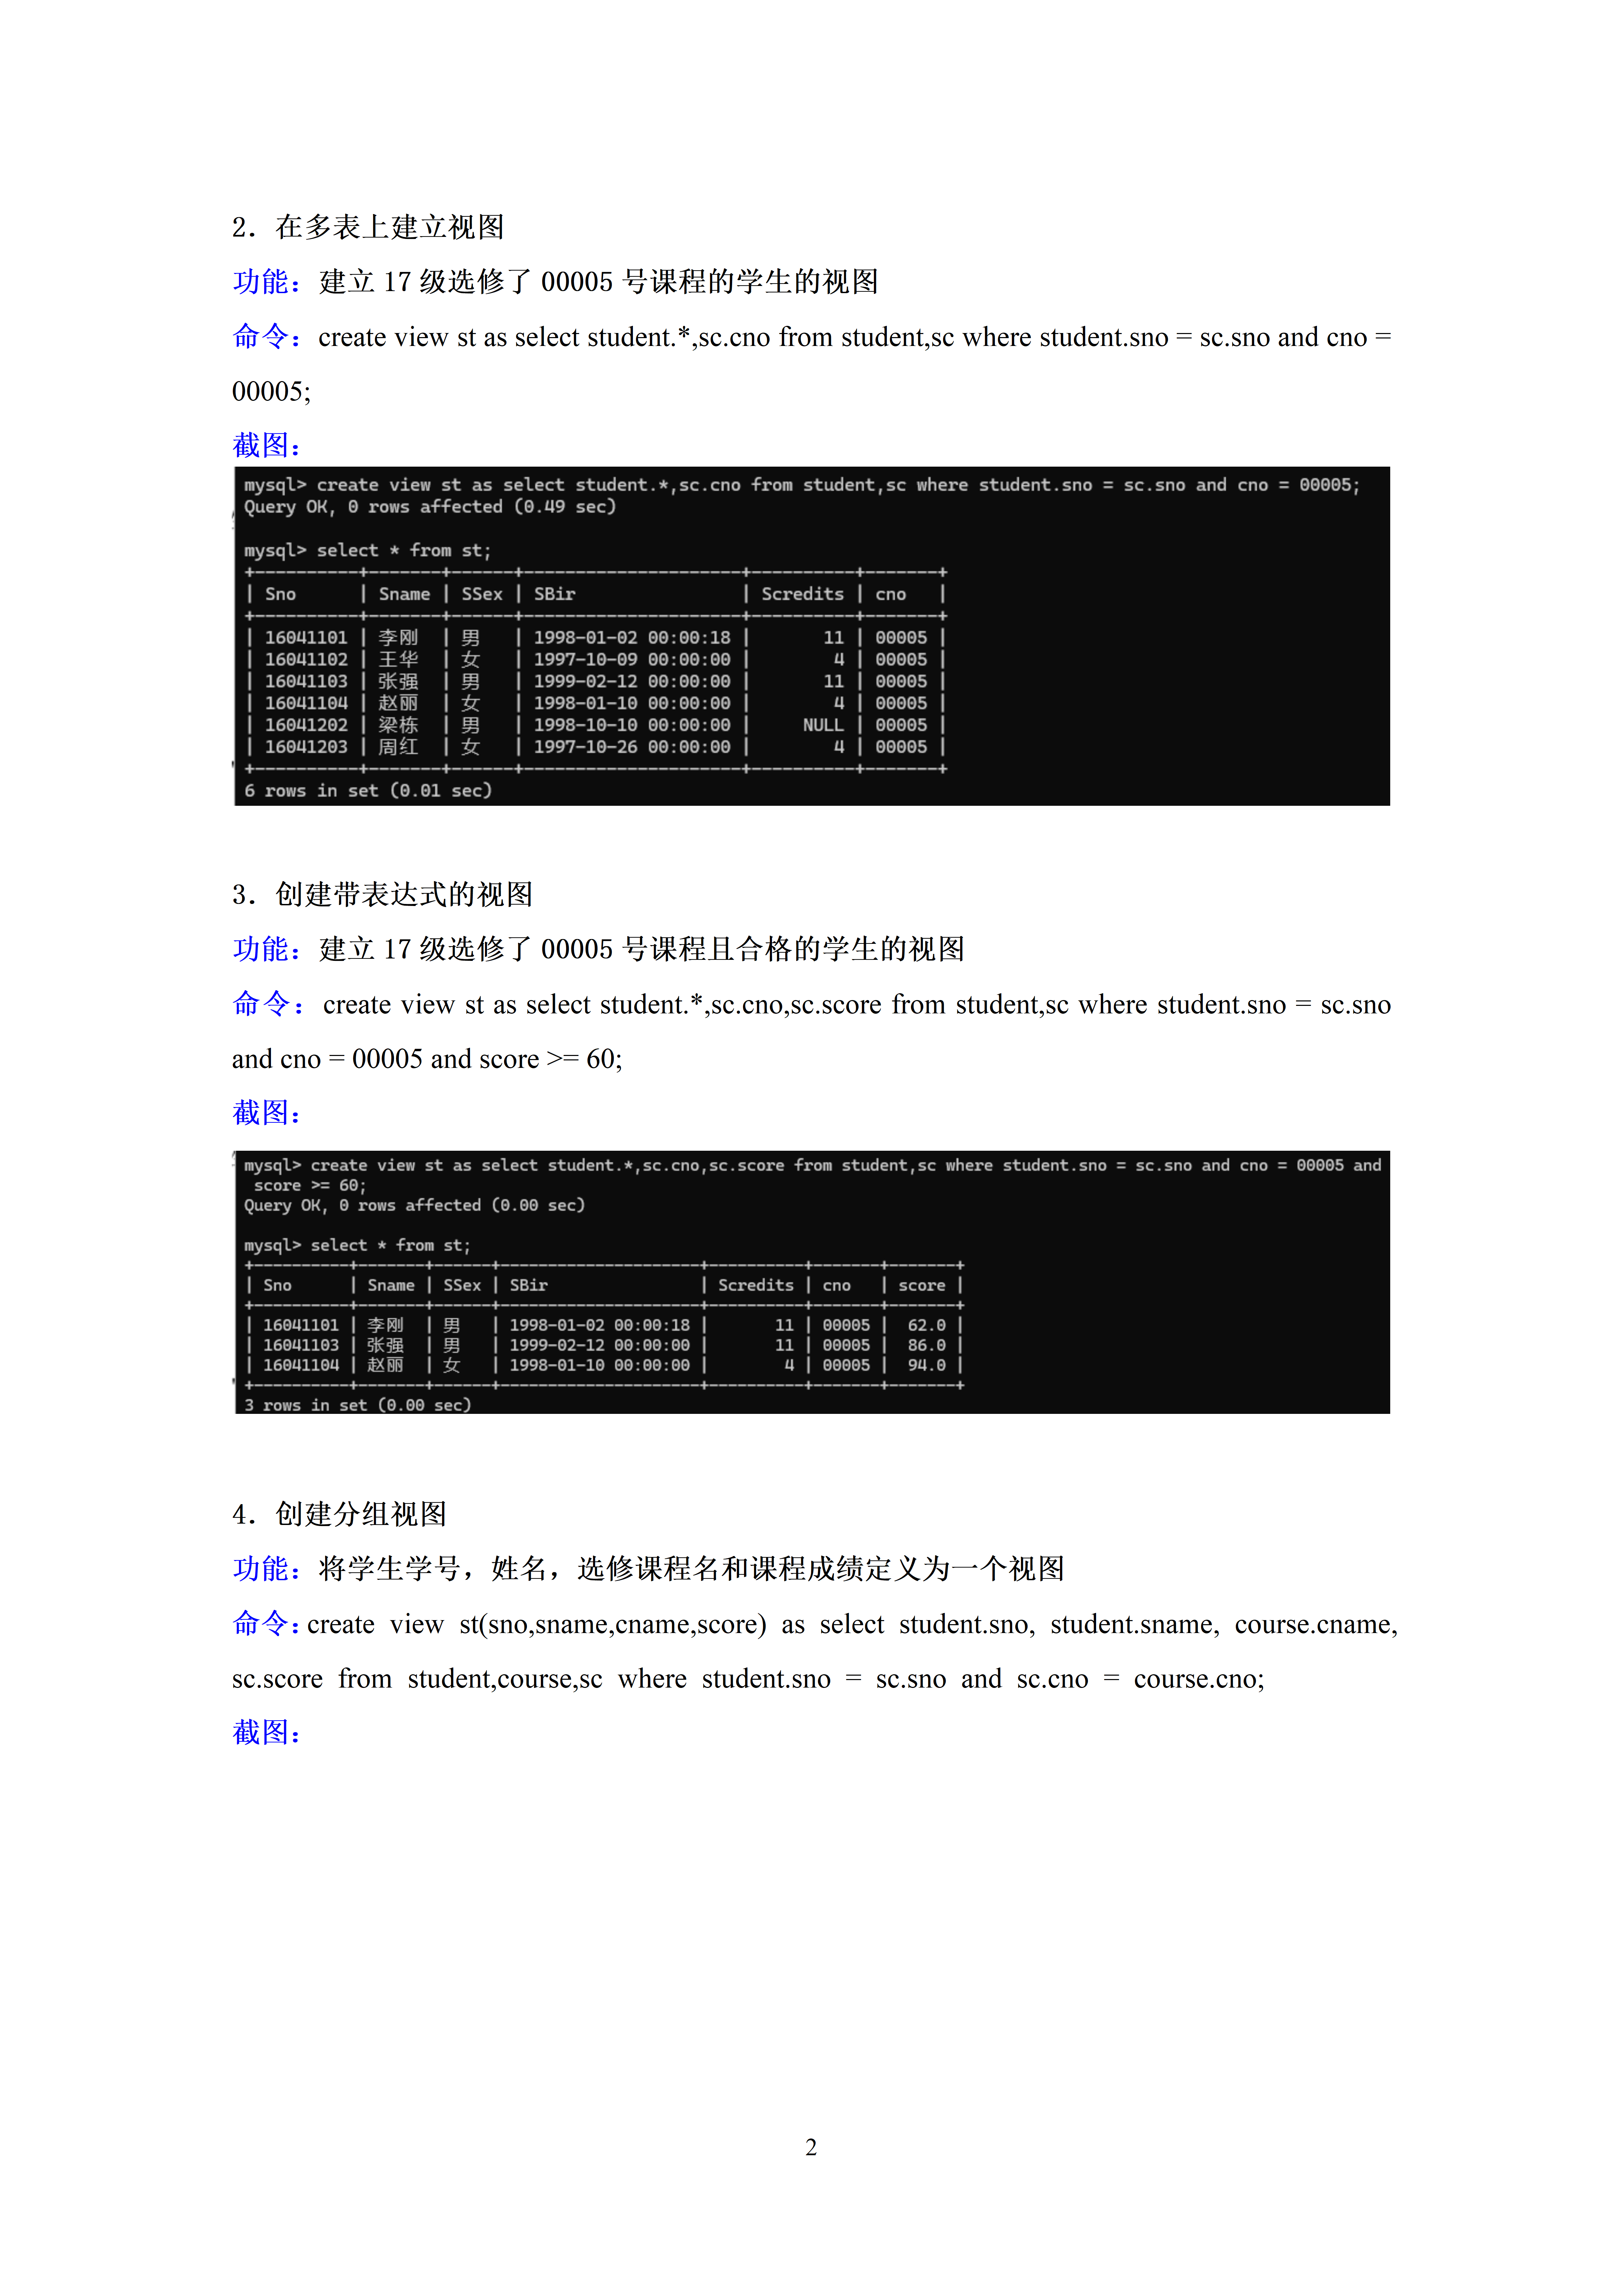 2．在多表上建立视图
功能：建立 17 级选修了 00005 号课程的学生的视图
命令：create view st as select student.*,sc.cno from student,sc where student.sno = sc.sno and cno =
00005;
截图：
mysql> create view st as select student.*,sc.cno from student,sc where student.sno = sc.sno and cno = 00005;
Query OK, 0 rows affected (0.49 sec)
mysql> select * from st;
+----------+-------+------+---------------------+----------+-------+
| Sno      | Sname | SSex | SBir                | Scredits | cno   |
+----------+-------+------+---------------------+----------+-------+
| 16041101 | 李刚  | 男   | 1998-01-02 00:00:18 |       11 | 00005 |
| 16041102 | 王华  | 女   | 1997-10-09 00:00:00 |        4 | 00005 |
| 16041103 | 张强  | 男   | 1999-02-12 00:00:00 |       11 | 00005 |
| 16041104 | 赵丽  | 女   | 1998-01-10 00:00:00 |        4 | 00005 |
| 16041202 | 梁栋  | 男   | 1998-10-10 00:00:00 |     NULL | 00005 |
| 16041203 | 周红  | 女   | 1997-10-26 00:00:00 |        4 | 00005 |
+----------+-------+------+---------------------+----------+-------+
6 rows in set (0.01 sec)
3．创建带表达式的视图
功能：建立 17 级选修了 00005 号课程且合格的学生的视图
命令：create view st as select student.*,sc.cno,sc.score from student,sc where student.sno = sc.sno
and cno = 00005 and score >= 60;
截图：
mysql> create view st as select student.*,sc.cno,sc.score from student,sc where student.sno = sc.sno and cno = 00005 and
score >= 60;
Query OK, 0 rows affected (0.00 sec)
mysql> select * from st;
+----------+-------+------+---------------------+----------+-------+-------+
| Sno      | Sname | SSex | SBir                | Scredits | cno   | score |
+----------+-------+------+---------------------+----------+-------+-------+
| 16041101 | 李刚  | 男   | 1998-01-02 00:00:18 |       11 | 00005 |  62.0 |
| 16041103 | 张强  | 男   | 1999-02-12 00:00:00 |       11 | 00005 |  86.0 |
| 16041104 | 赵丽  | 女   | 1998-01-10 00:00:00 |        4 | 00005 |  94.0 |
+----------+-------+------+---------------------+----------+-------+-------+
3 rows in set (0.00 sec)
4．创建分组视图
功能：将学生学号，姓名，选修课程名和课程成绩定义为一个视图
命令：create view st(sno,sname,cname,score) as select student.sno, student.sname, course.cname,
sc.score from student,course,sc where student.sno = sc.sno and sc.cno = course.cno;
截图：
2